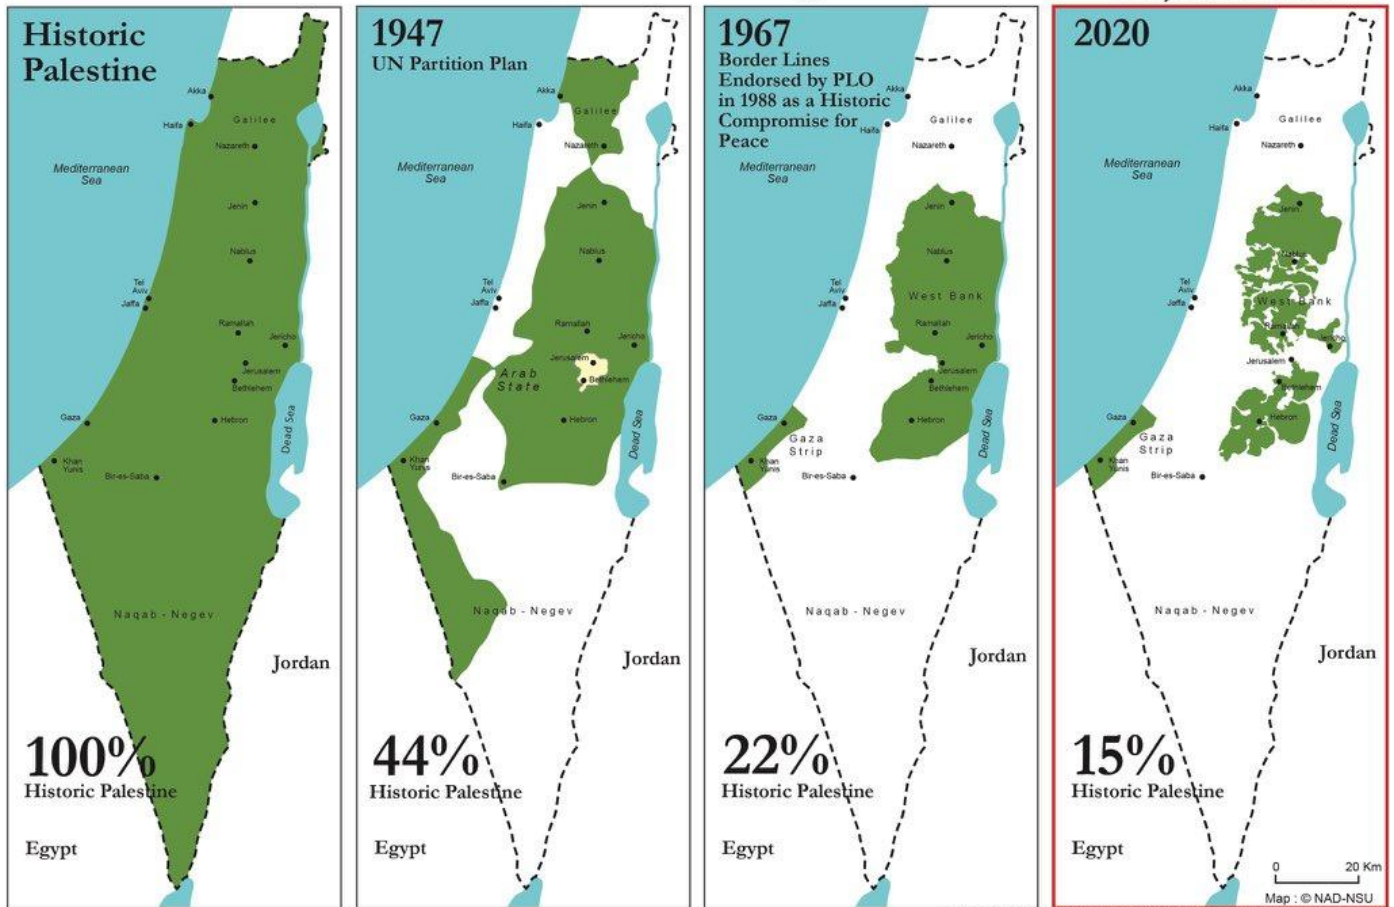 Historic
Palestine
Akka
Haifa
Galilee
Nazareth
Mediterranean
Sea
Jenin
Nablus
Tel
Aviv
Jaffa
Ramallah
Jericho
Jerusalem
Bethlehem
Gaza
Hebron
Dead Sea
Khan
Yunis
Bir-es-Saba
Naqab - Negev
Jordan
100%
Historic Palestine
Egypt
1947
UN Partition Plan
Akka
Galilee
Haifa
Nazareth
Mediterranean
Sea
Jenin
Nablus
Tel
Aviv
Jaffa
Ramallah
Jericho
Jerusalem
Arab
State
Bethlehem
Gaza
Hebron
Dead Sea
Khan
Yunis
Bir-es-Saba
Naqab - Negev
Jordan
44%
Historic Palestine
Egypt
1967
Border Lines
Endorsed by PLO
in 1988 as a Historic
Compromise for
Peace
Akka
Haifa
Galilee
Nazareth
Mediterranean
Sea
Jenin
Nablus
Tel
Aviv
Jaffa
West Bank
Ramallah
Jericho
Jerusalem
Bethlehem
Gaza
Hebron
Dead Sea
Gaza
Strip
Khan
Yunis
Bir-es-Saba
Naqab - Negev
Jordan
22%
Historic Palestine
Egypt
2020
Akka
Haifa
Galilee
Nazareth
Mediterranean
Sea
Jenin
Nablus
Tel
Aviv
Jaffa
West Bank
Ramallah
Jericho
Jerusalem
Bethlehem
Gaza
Hebron
Dead Sea
Gaza
Strip
Khan
Yunis
Bir-es-Saba
Naqab - Negev
Jordan
15%
Historic Palestine
Egypt
0 20 Km
Map : © NAD-NSU